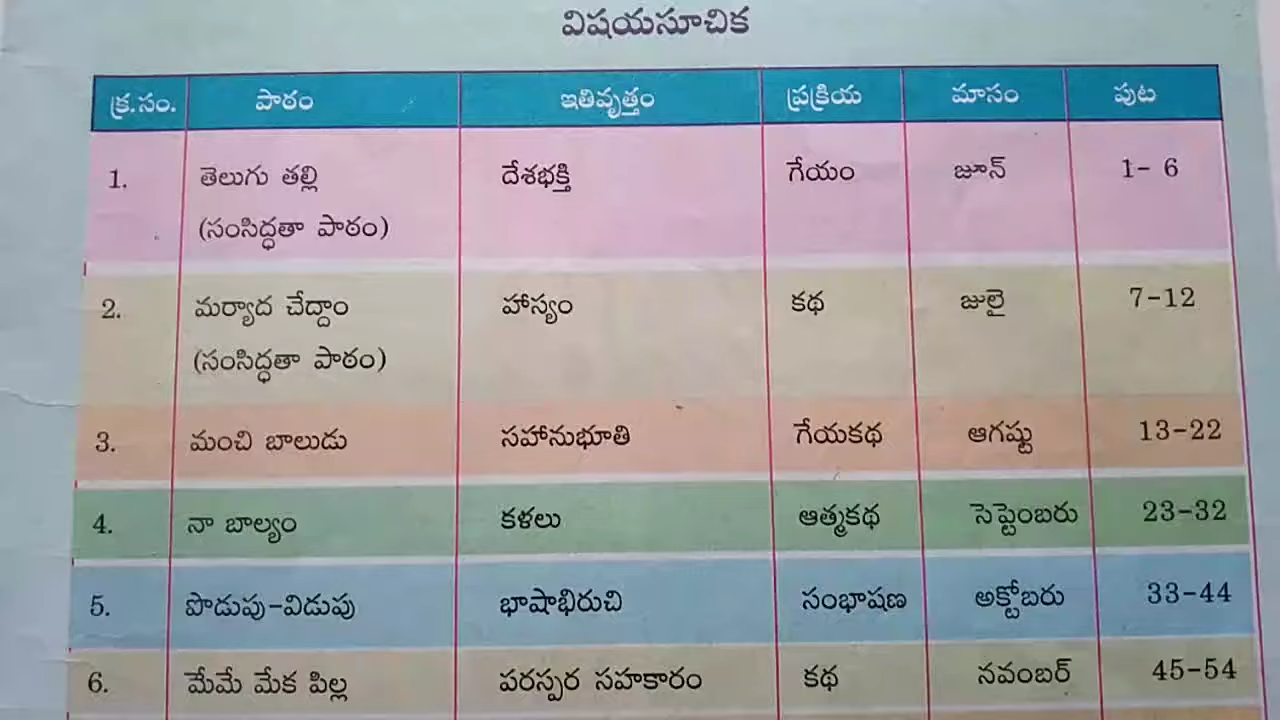 విషయసూచిక
క్ర.సం. పాఠం ఇతివృత్తం ప్రక్రియ మాసం పుట
1. తెలుగు తల్లి దేశభక్తి గేయం జూన్ 1- 6
(సంసిద్ధతా పాఠం)
2. మర్యాద చేద్దాం హాస్యం కథ జులై 7-12
(సంసిద్ధతా పాఠం)
3. మంచి బాలుడు సహానుభూతి గేయకథ ఆగష్టు 13-22
4. నా బాల్యం కళలు ఆత్మకథ సెప్టెంబరు 23-32
5. పొడుపు-విడుపు భాషాభిరుచి సంభాషణ అక్టోబరు 33-44
6. మేమే మేక పిల్ల పరస్పర సహకారం కథ నవంబర్ 45-54